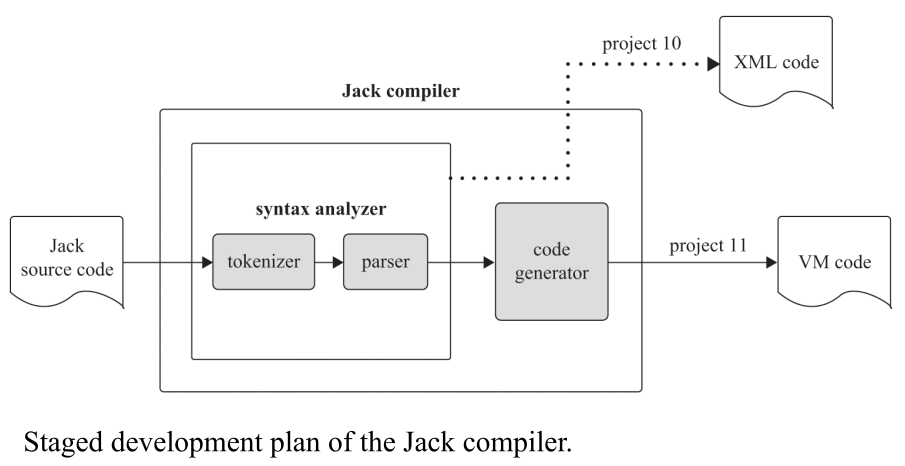 project 10
XML code
Jack compiler
syntax analyzer
Jack
source code
tokenizer
parser
code
generator
project 11
VM code
Staged development plan of the Jack compiler.